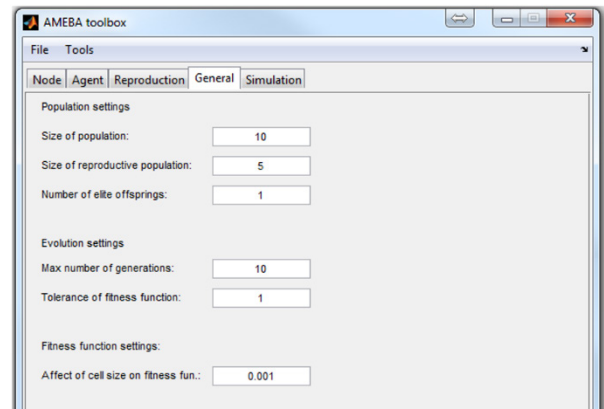 AMEBA toolbox
File Tools
Node Agent Reproduction General Simulation
Population settings
Size of population: 10
Size of reproductive population: 5
Number of elite offsprings: 1
Evolution settings
Max number of generations: 10
Tolerance of fitness function: 1
Fitness function settings:
Affect of cell size on fitness fun.: 0.001